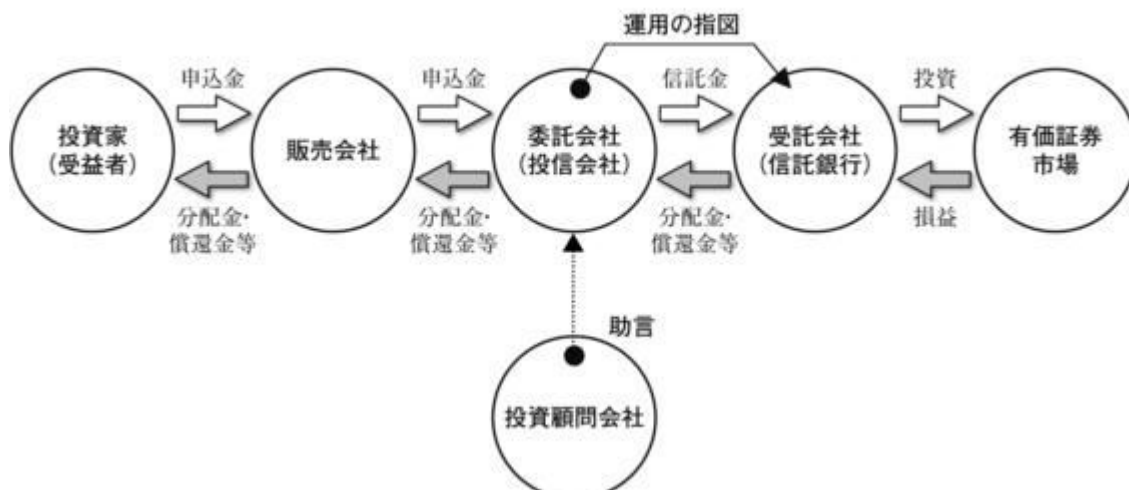 運用の指図
申込金
申込金
信託金
投資
投資家
(受益者)
販売会社
委託会社
(投信会社)
受託会社
(信託銀行)
有価証券
市場
分配金・
償還金等
分配金・
償還金等
分配金・
償還金等
損益
助言
投資顧問会社